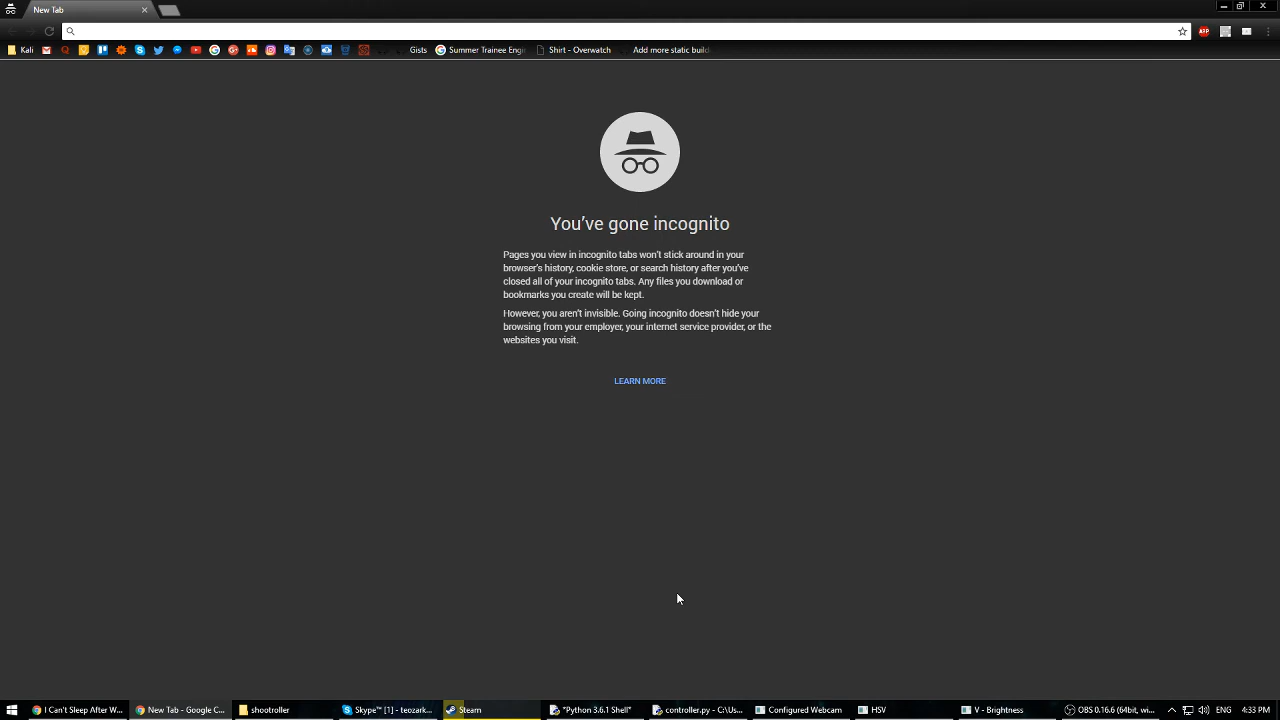 New Tab
Kali
Gists
Summer Trainee Engi
Shirt - Overwatch
Add more static build
ABP
You've gone incognito
Pages you view in incognito tabs won't stick around in your
browser's history, cookie store, or search history after you've
closed all of your incognito tabs. Any files you download or
bookmarks you create will be kept.
However, you aren't invisible. Going incognito doesn't hide your
browsing from your employer, your internet service provider, or the
websites you visit.
LEARN MORE
I Can't Sleep After W...
New Tab - Google C...
shootroller
Skype™ [1] - teozark...
Steam
*Python 3.6.1 Shell*
controller.py - C:\Us...
Configured Webcam
HSV
V - Brightness
OBS 0.16.6 (64bit, wi...
ENG
4:33 PM